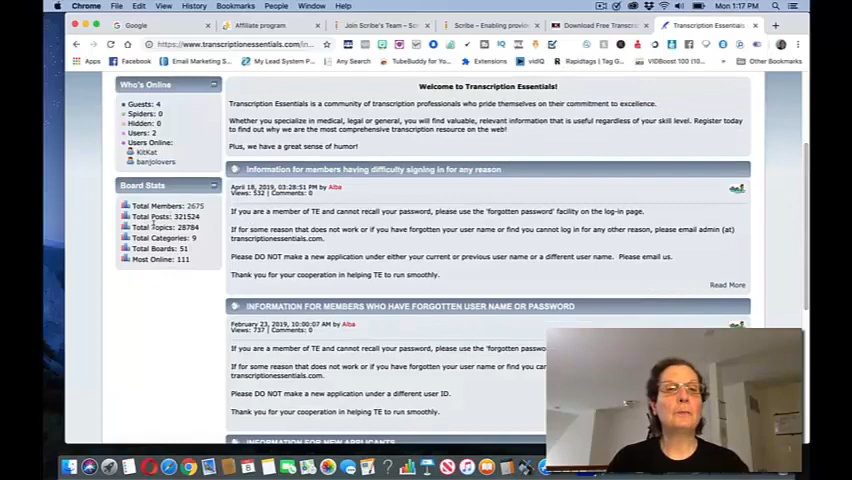 Chrome File Edit View History Bookmarks People Window Help
Mon 1:17 PM
Google
Affiliate program
Join Scribe's Team – Scribe
Scribe – Enabling provid
Download Free Transcri
Transcription Essentials
https://www.transcriptionessentials.com/in...
Apps Facebook Email Marketing S... My Lead System P... Any Search TubeBuddy for Yo... Extensions vidIQ Rapidtags | Tag G... VIDBoost 100 (10... Other Bookmarks
Who's Online
Guests: 4
Spiders: 0
Hidden: 0
Users: 2
Users Online:
KitKat
banjolovers
Board Stats
Total Members: 2675
Total Posts: 321524
Total Topics: 28784
Total Categories: 9
Total Boards: 51
Most Online: 111
Welcome to Transcription Essentials!
Transcription Essentials is a community of transcription professionals who pride themselves on their commitment to excellence.
Whether you specialize in medical, legal or general, you will find valuable, relevant information that is useful regardless of your skill level. Register today
to find out why we are the most comprehensive transcription resource on the web!
Plus, we have a great sense of humor!
Information for members having difficulty signing in for any reason
April 18, 2019, 03:28:51 PM by Alba
Views: 532 | Comments: 0
If you are a member of TE and cannot recall your password, please use the 'forgotten password' facility on the log-in page.
If for some reason that does not work or if you have forgotten your user name or find you cannot log in for any other reason, please email admin (at)
transcriptionessentials.com.
Please DO NOT make a new application under either your current or previous user name or a different user name. Please email us.
Thank you for your cooperation in helping TE to run smoothly.
Read More
INFORMATION FOR MEMBERS WHO HAVE FORGOTTEN USER NAME OR PASSWORD
February 23, 2019, 10:00:07 AM by Alba
Views: 737 | Comments: 0
If you are a member of TE and cannot recall your password, please use the 'forgotten
If for some reason that does not work or if you have forgotten your user name or find you can
transcriptionessentials.com.
Please DO NOT make a new application under a different user ID.
Thank you for your cooperation in helping TE to run smoothly.
INFORMATION FOR NEW APPLICANTS